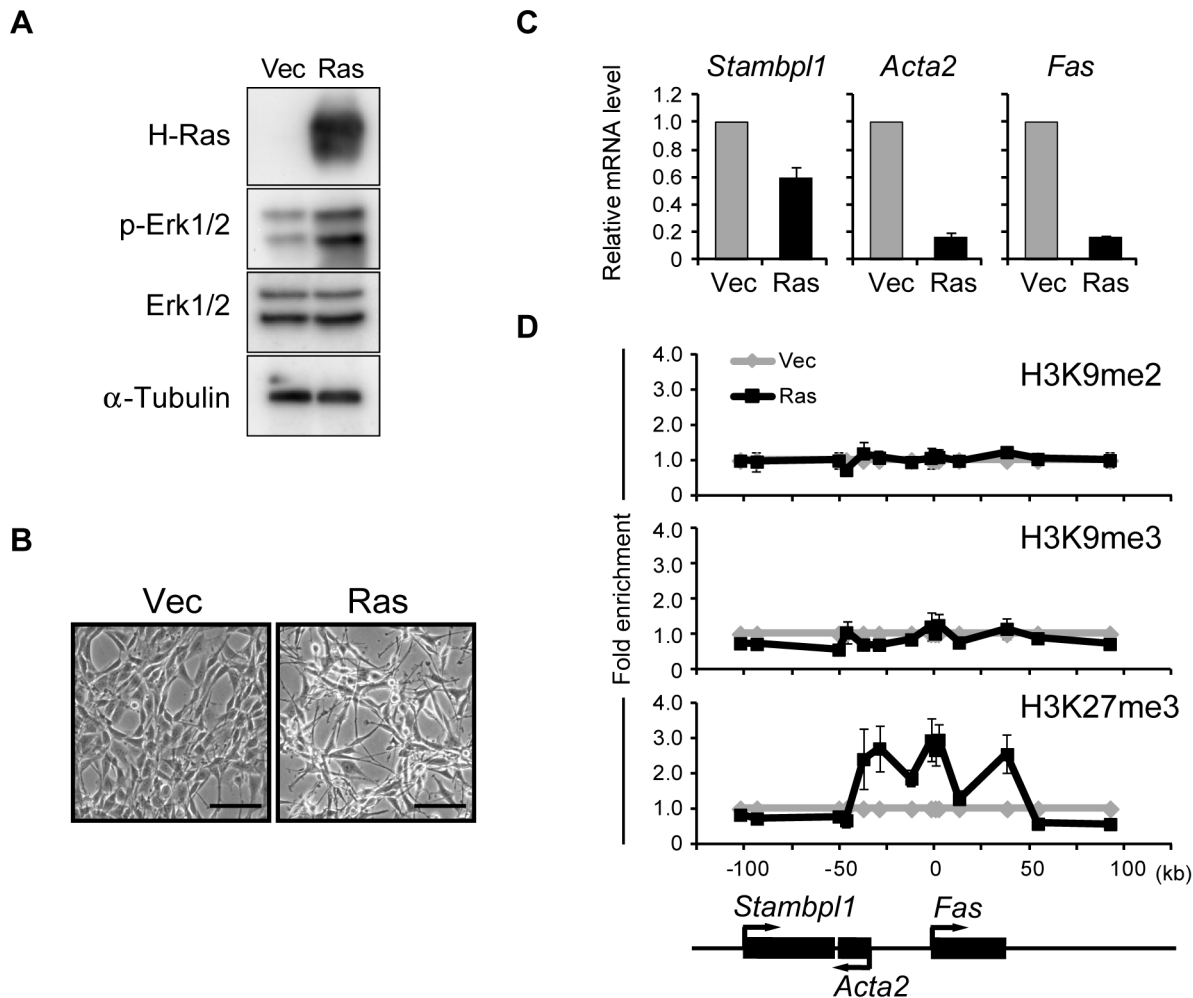 A
Vec Ras
H-Ras
p-Erk1/2
Erk1/2
α-Tubulin
B
Vec Ras
C
Stambpl1 Acta2 Fas
Relative mRNA level
1.2
1.0
0.8
0.6
0.4
0.2
0
Vec Ras Vec Ras Vec Ras
D
Fold enrichment
4.0
3.0
2.0
1.0
0
Vec
Ras
H3K9me2
4.0
3.0
2.0
1.0
0
H3K9me3
4.0
3.0
2.0
1.0
0
H3K27me3
-100 -50 0 50 100 (kb)
Stambpl1 Fas
Acta2